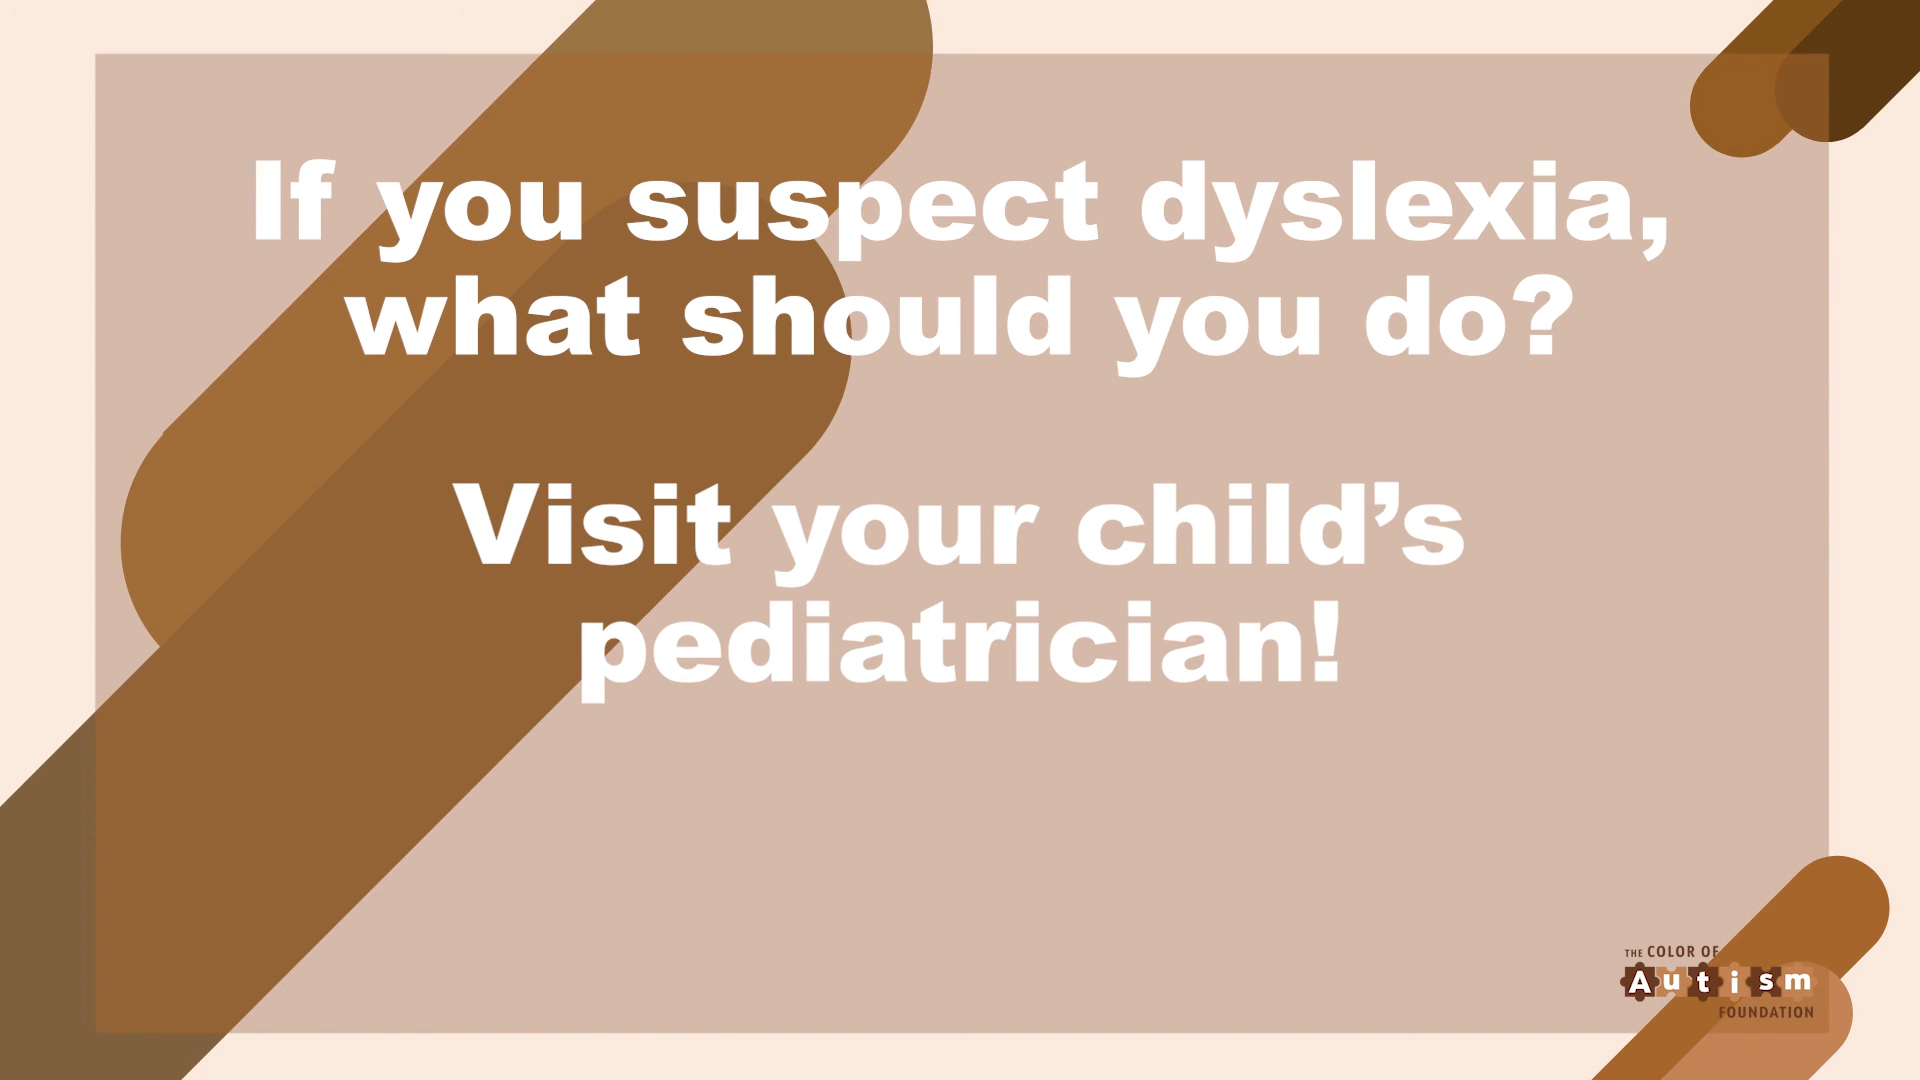 If you suspect dyslexia,
what should you do?
Visit your child’s
pediatrician!
THE COLOR OF
Autism
FOUNDATION